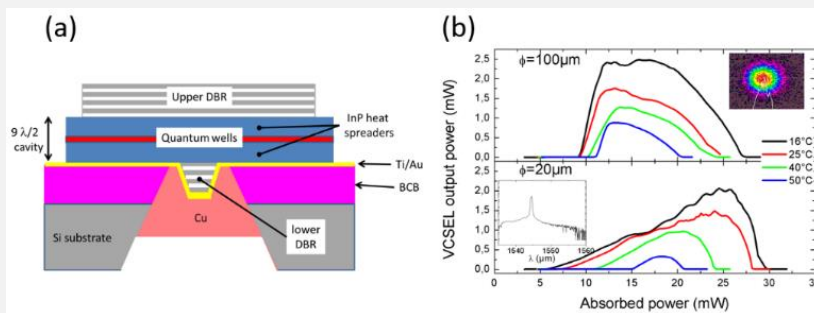 (a)
Upper DBR
9 λ/2
cavity
Quantum wells
InP heat
spreaders
Ti/Au
BCB
Si substrate
Cu
lower
DBR
(b)
VCSEL output power (mW)
2,5
2,0
1,5
1,0
0,5
0,0
ϕ=100μm
16°C
25°C
40°C
50°C
2,5
2,0
1,5
1,0
0,5
0,0
ϕ=20μm
1540 1550 1560
λ (μm)
0 5 10 15 20 25 30
Absorbed power (mW)